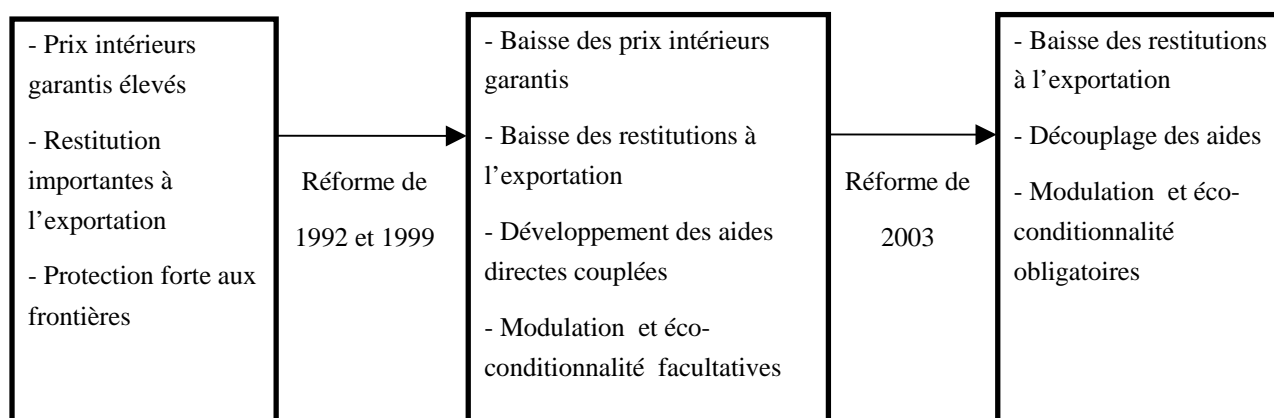 - Prix intérieurs
garantis élevés
- Restitution
importantes à
l’exportation
- Protection forte aux
frontières
Réforme de
1992 et 1999
- Baisse des prix intérieurs
garantis
- Baisse des restitutions à
l’exportation
- Développement des aides
directes couplées
- Modulation et éco-
conditionnalité facultatives
Réforme de
2003
- Baisse des restitutions
à l’exportation
- Découplage des aides
- Modulation et éco-
conditionnalité
obligatoires